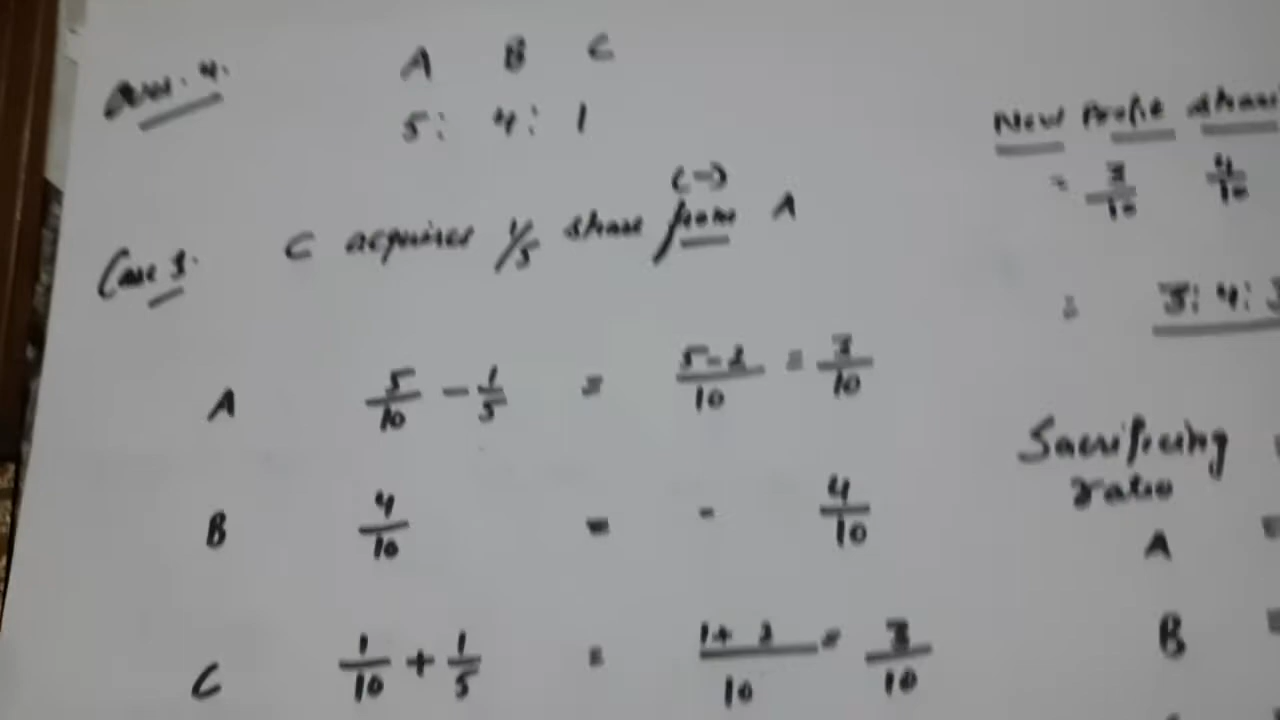 Ans. 4.
A B C
5: 4: 1
Case 3. C acquires 1/5 share from A
(-)
A 5/10 - 1/5 = 5-2/10 = 3/10
B 4/10 = - 4/10
C 1/10 + 1/5 = 1+2/10 = 3/10
New Profit share
= 3/10 4/10
= 3: 4: 3
Sacrificing ratio
A =
B =